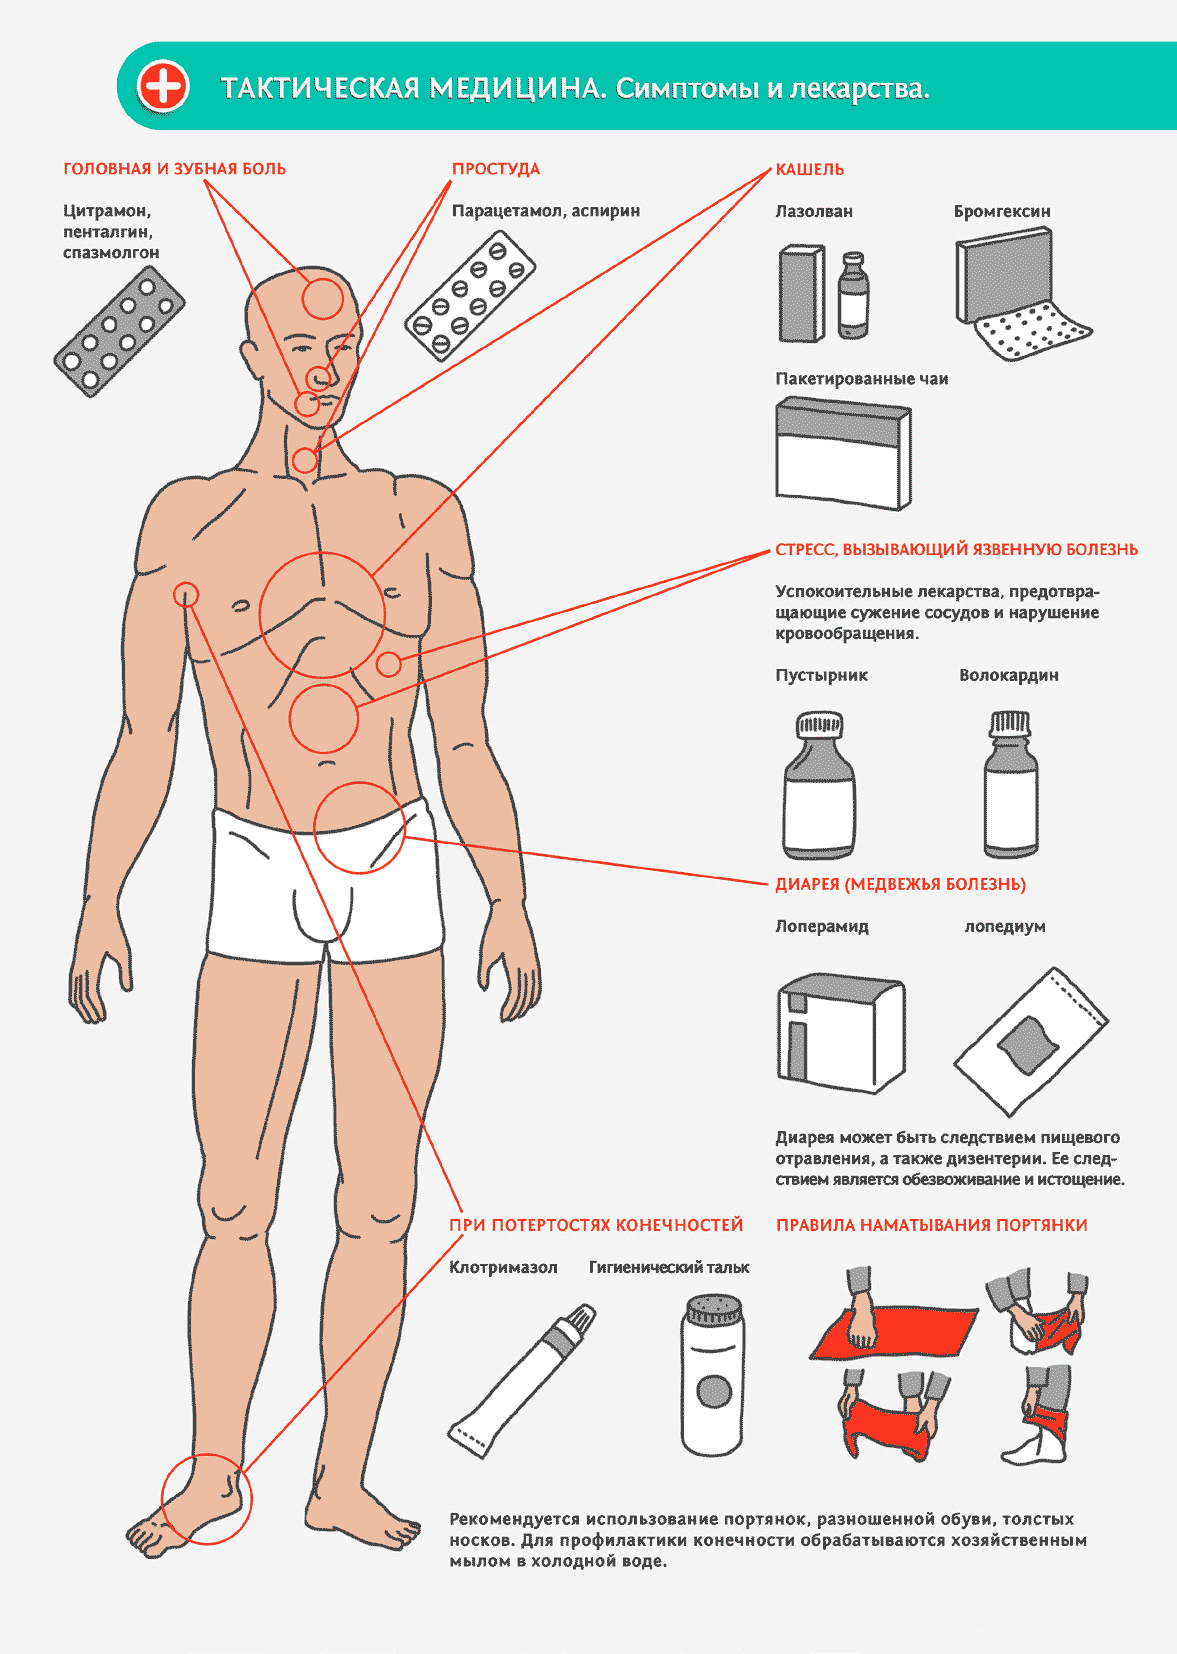 ТАКТИЧЕСКАЯ МЕДИЦИНА. Симптомы и лекарства.
ГОЛОВНАЯ И ЗУБНАЯ БОЛЬ
Цитрамон,
пенталгин,
спазмолгон
ПРОСТУДА
Парацетамол, аспирин
КАШЕЛЬ
Лазолван
Бромгексин
Пакетированные чаи
СТРЕСС, ВЫЗЫВАЮЩИЙ ЯЗВЕННУЮ БОЛЕЗНЬ
Успокоительные лекарства, предотвра-
щающие сужение сосудов и нарушение
кровообращения.
Пустырник
Волокардин
ДИАРЕЯ (МЕДВЕЖЬЯ БОЛЕЗНЬ)
Лоперамид
лопедиум
Диарея может быть следствием пищевого
отравления, а также дизентерии. Ее след-
ствием является обезвоживание и истощение.
ПРИ ПОТЕРТОСТЯХ КОНЕЧНОСТЕЙ
Клотримазол
Гигиенический тальк
ПРАВИЛА НАМАТЫВАНИЯ ПОРТЯНКИ
Рекомендуется использование портянок, разношенной обуви, толстых
носков. Для профилактики конечности обрабатываются хозяйственным
мылом в холодной воде.